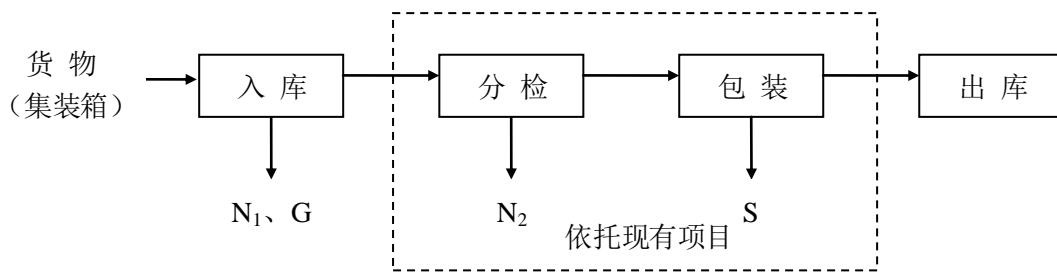 货 物
（集装箱）
入 库
分 检
包 装
出 库
N₁、G
N₂
S
依托现有项目